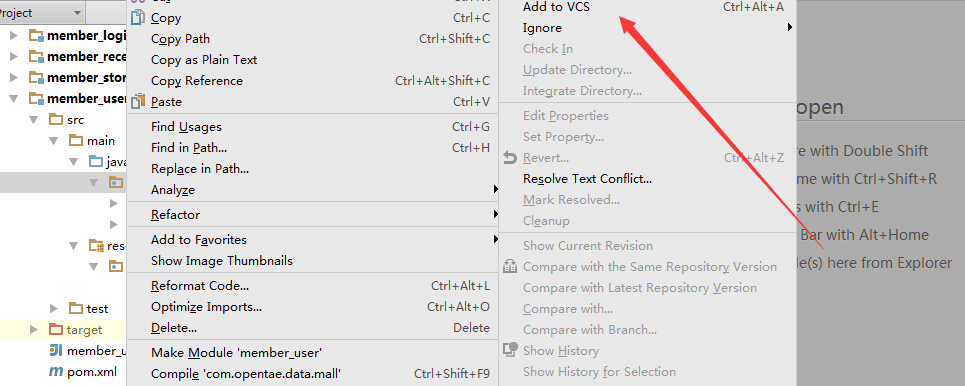 Project
member_logi
member_rece
member_stor
member_use
src
main
java
reso
test
target
member_u
pom.xml
Copy Ctrl+C
Copy Path Ctrl+Shift+C
Copy as Plain Text
Copy Reference Ctrl+Alt+Shift+C
Paste Ctrl+V
Find Usages Ctrl+G
Find in Path... Ctrl+H
Replace in Path...
Analyze
Refactor
Add to Favorites
Show Image Thumbnails
Reformat Code... Ctrl+Alt+L
Optimize Imports... Ctrl+Alt+O
Delete... Delete
Make Module 'member_user'
Compile 'com.opentae.data.mall' Ctrl+Shift+F9
Add to VCS Ctrl+Alt+A
Ignore
Check In
Update Directory...
Integrate Directory...
Edit Properties
Set Property...
Revert... Ctrl+Alt+Z
Resolve Text Conflict...
Mark Resolved...
Cleanup
Show Current Revision
Compare with the Same Repository Version
Compare with Latest Repository Version
Compare with...
Compare with Branch...
Show History
Show History for Selection
open
re with Double Shift
me with Ctrl+Shift+R
s with Ctrl+E
Bar with Alt+Home
le(s) here from Explorer